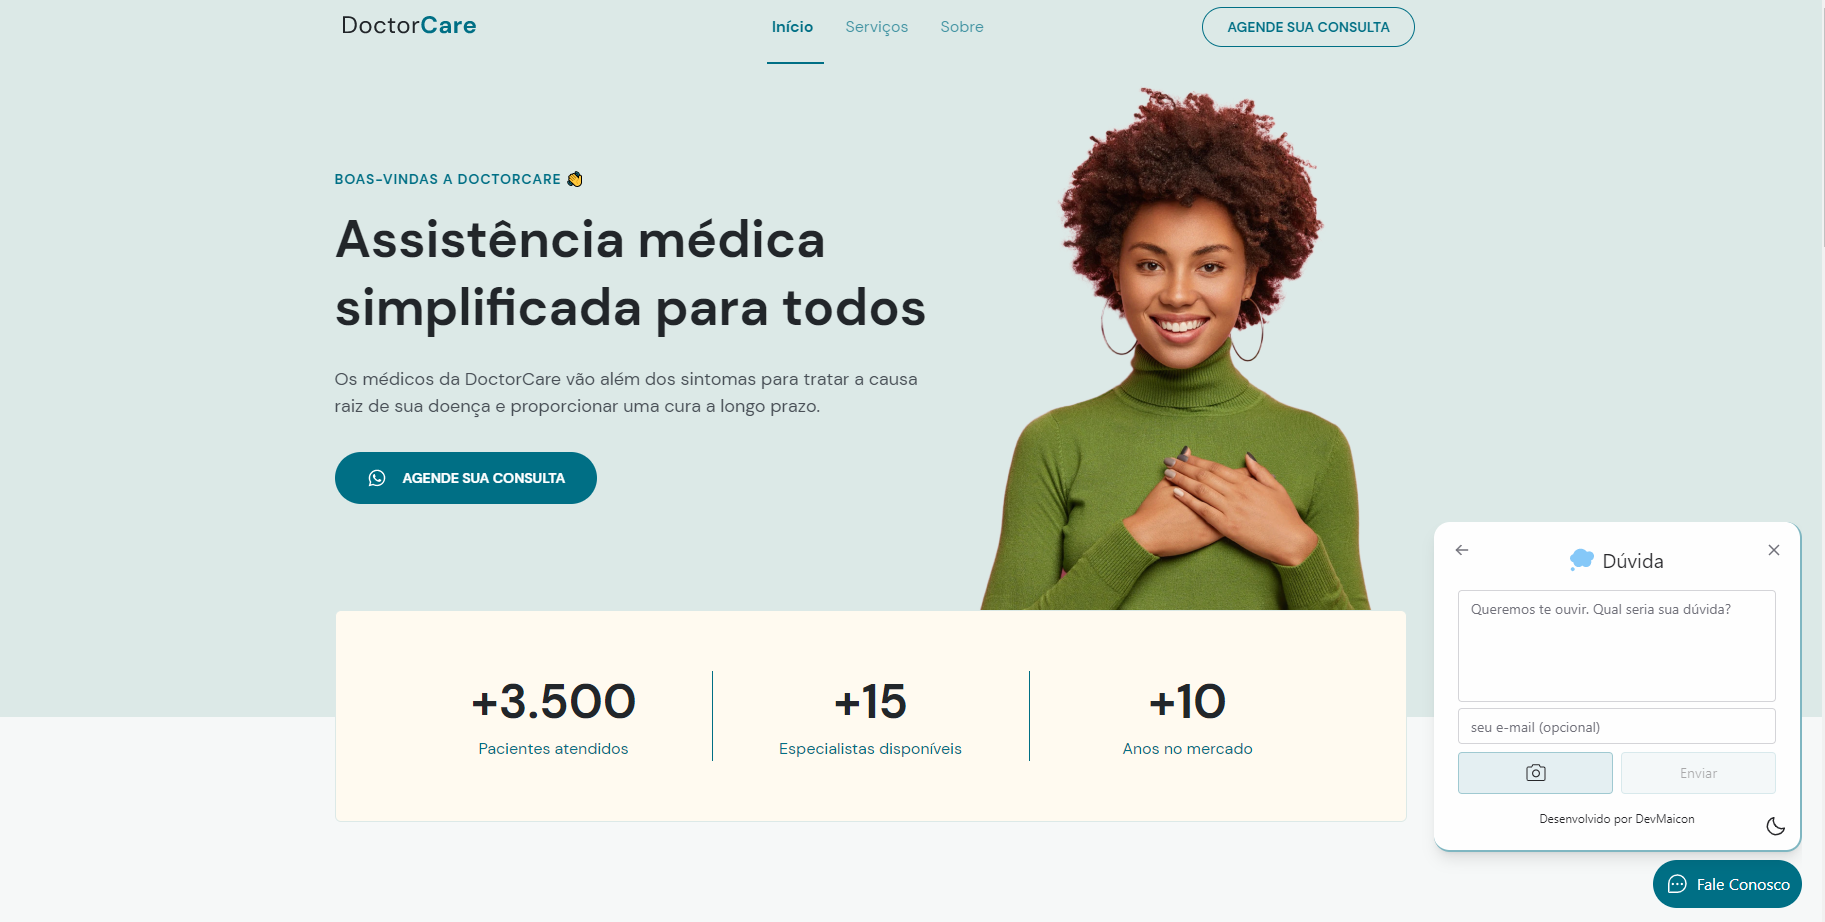 DoctorCare
Início
Serviços
Sobre
AGENDE SUA CONSULTA
BOAS-VINDAS A DOCTORCARE 👋
Assistência médica
simplificada para todos
Os médicos da DoctorCare vão além dos sintomas para tratar a causa
raiz de sua doença e proporcionar uma cura a longo prazo.
AGENDE SUA CONSULTA
+3.500
Pacientes atendidos
+15
Especialistas disponíveis
+10
Anos no mercado
Dúvida
Queremos te ouvir. Qual seria sua dúvida?
seu e-mail (opcional)
Enviar
Desenvolvido por DevMaicon
Fale Conosco